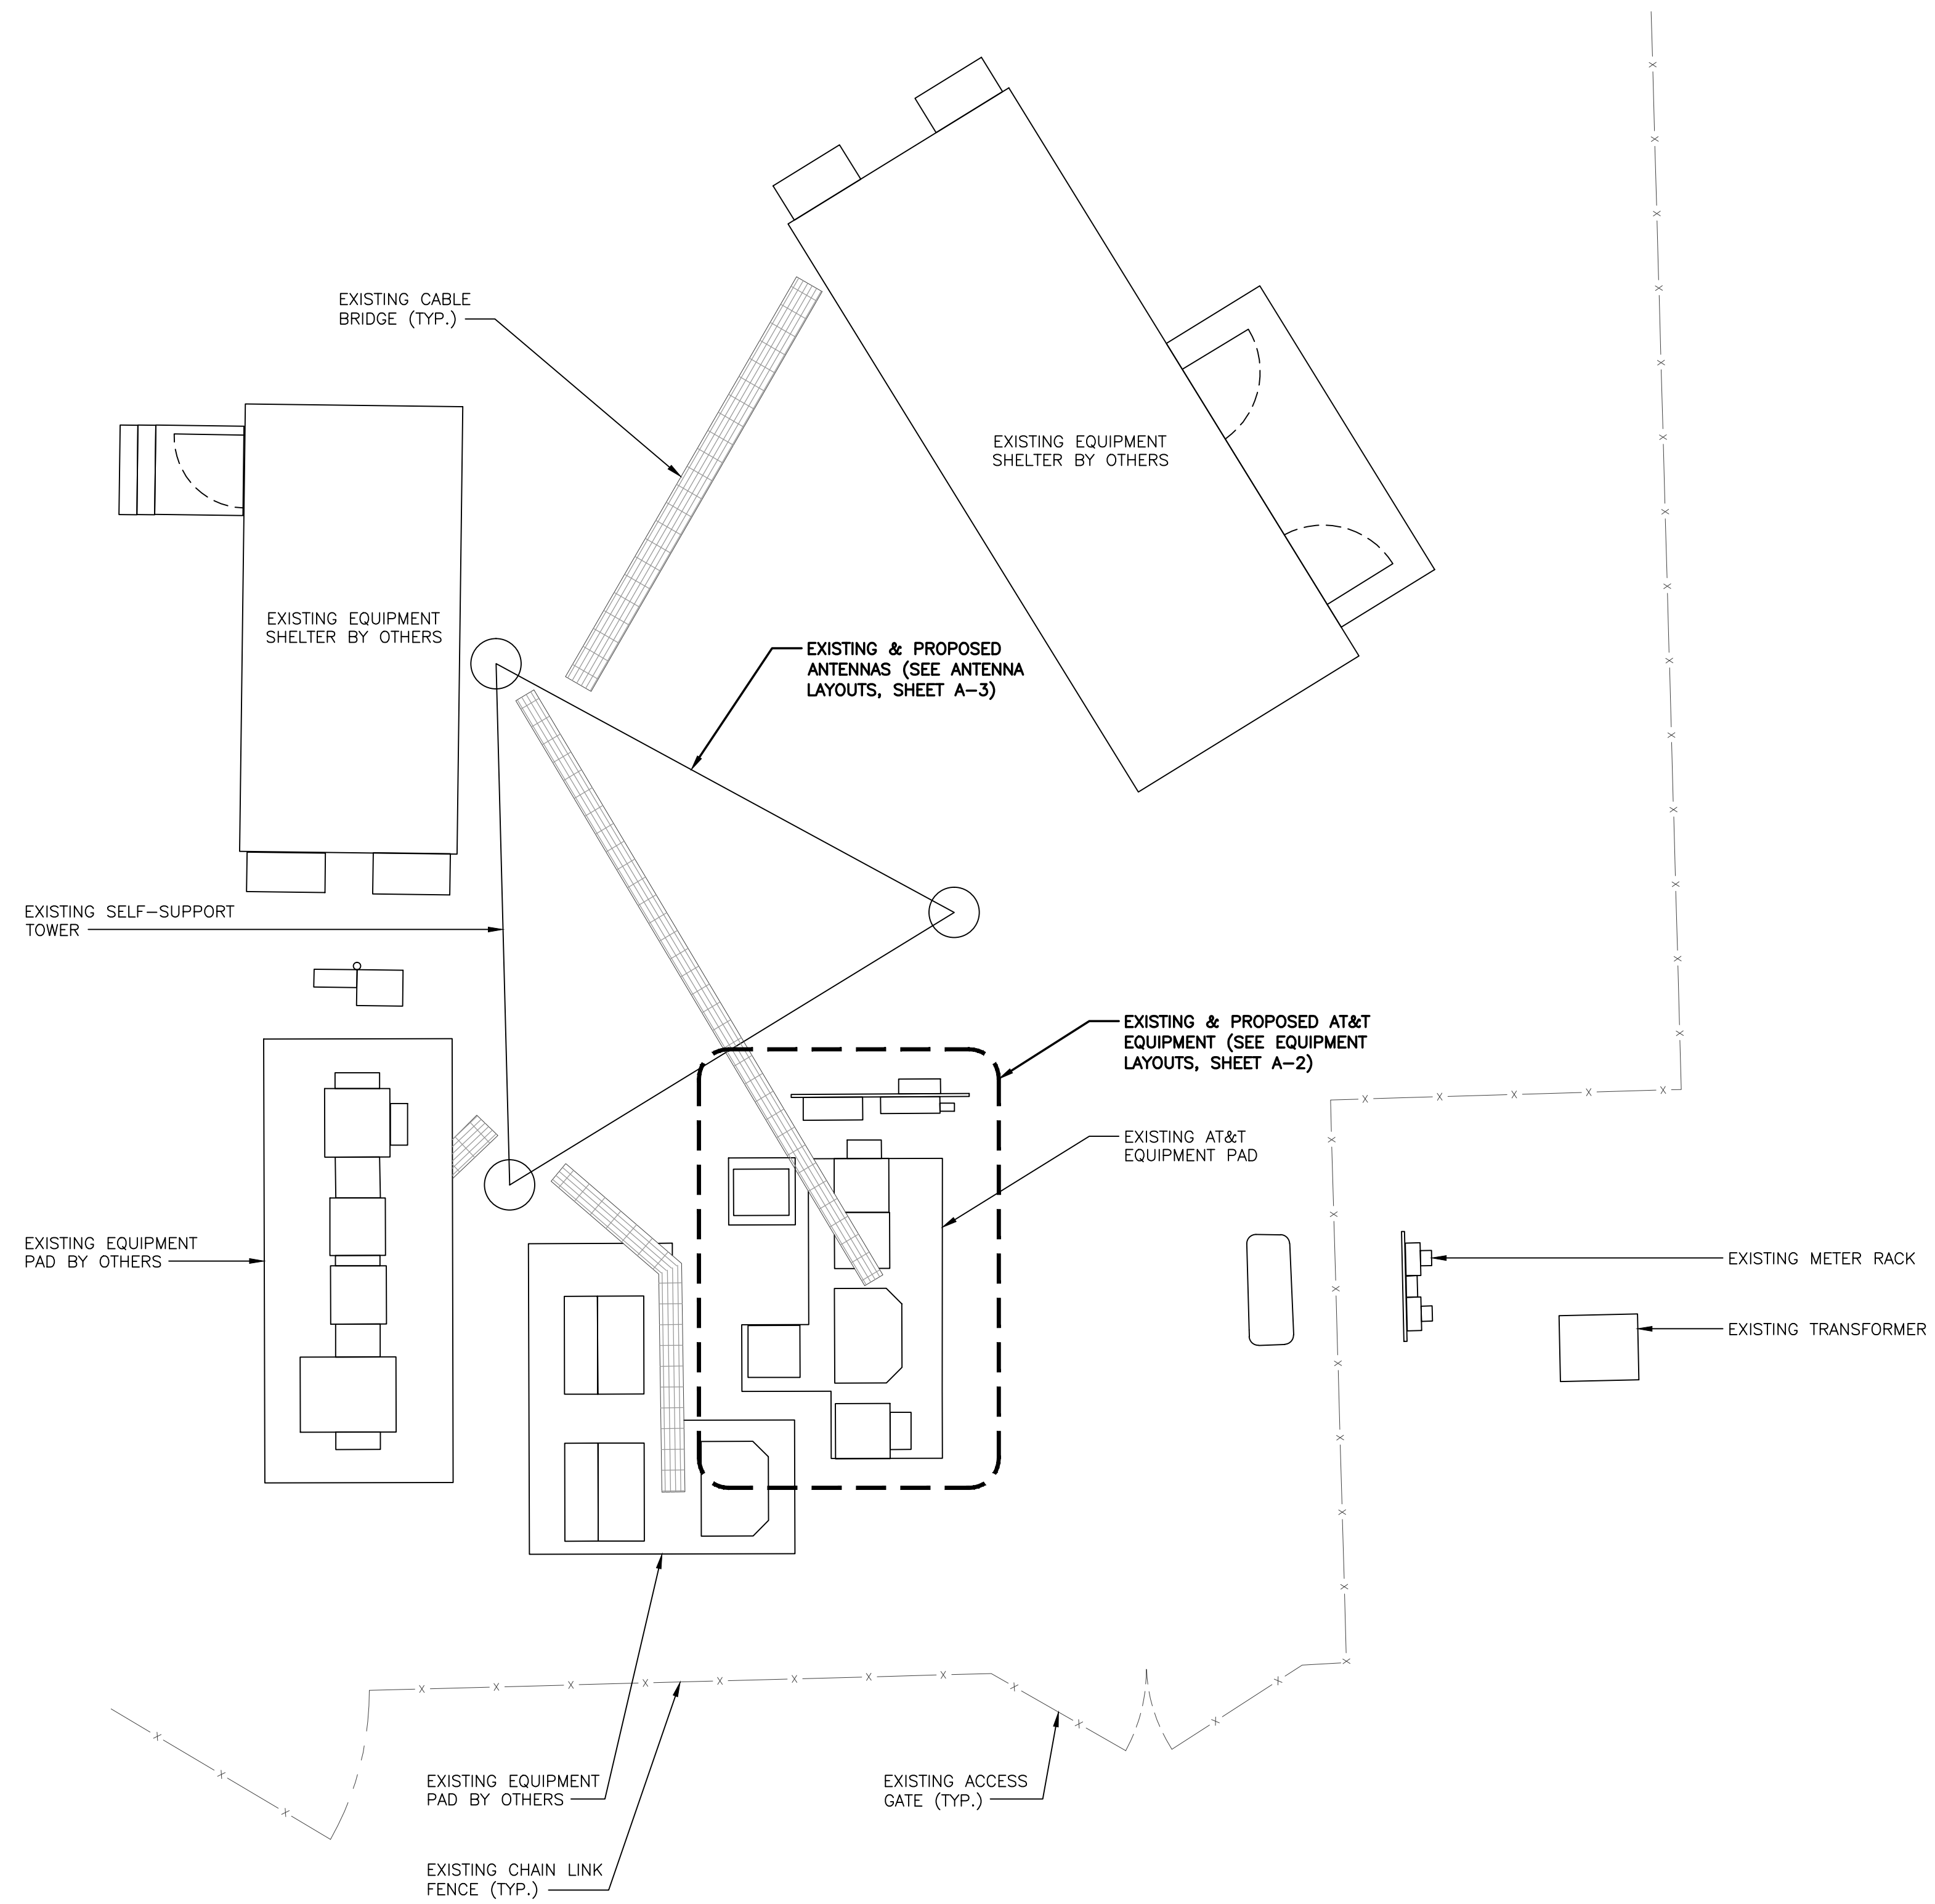 EXISTING CABLE
BRIDGE (TYP.)
EXISTING EQUIPMENT
SHELTER BY OTHERS
EXISTING EQUIPMENT
SHELTER BY OTHERS
EXISTING & PROPOSED
ANTENNAS (SEE ANTENNA
LAYOUTS, SHEET A-3)
EXISTING SELF-SUPPORT
TOWER
EXISTING & PROPOSED AT&T
EQUIPMENT (SEE EQUIPMENT
LAYOUTS, SHEET A-2)
EXISTING AT&T
EQUIPMENT PAD
EXISTING EQUIPMENT
PAD BY OTHERS
EXISTING METER RACK
EXISTING TRANSFORMER
EXISTING EQUIPMENT
PAD BY OTHERS
EXISTING ACCESS
GATE (TYP.)
EXISTING CHAIN LINK
FENCE (TYP.)